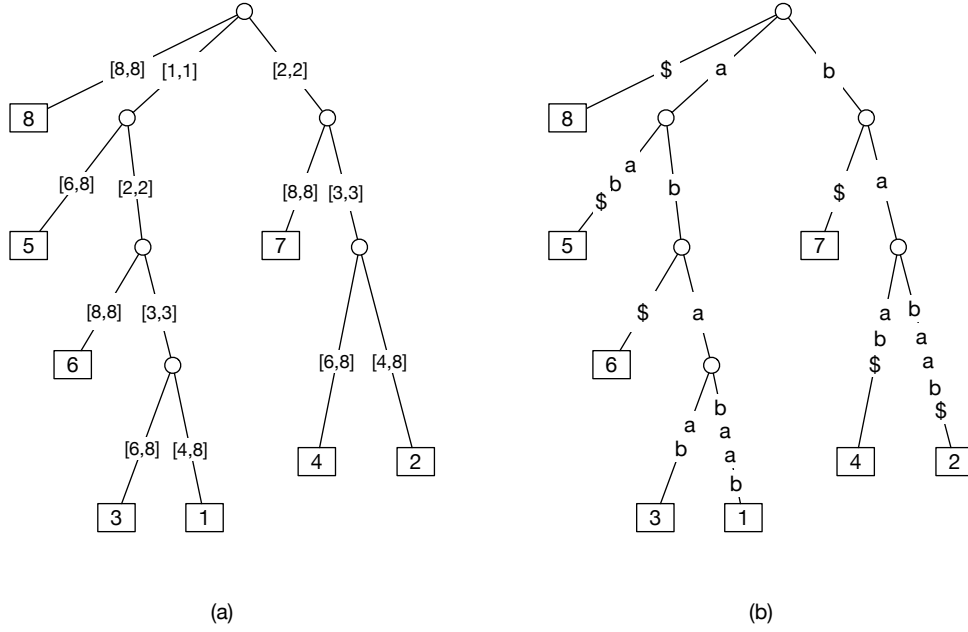 [8,8] [1,1] [2,2] $ a b
8 8
[6,8] [2,2] [8,8] [3,3] a b $ b $ a
5 7 5 7
[8,8] [3,3] $ a a b $ b a a b $
6 [6,8] [4,8] 6
[6,8] [4,8] a b b a a b
4 2 4 2
3 1 3 1
(a) (b)